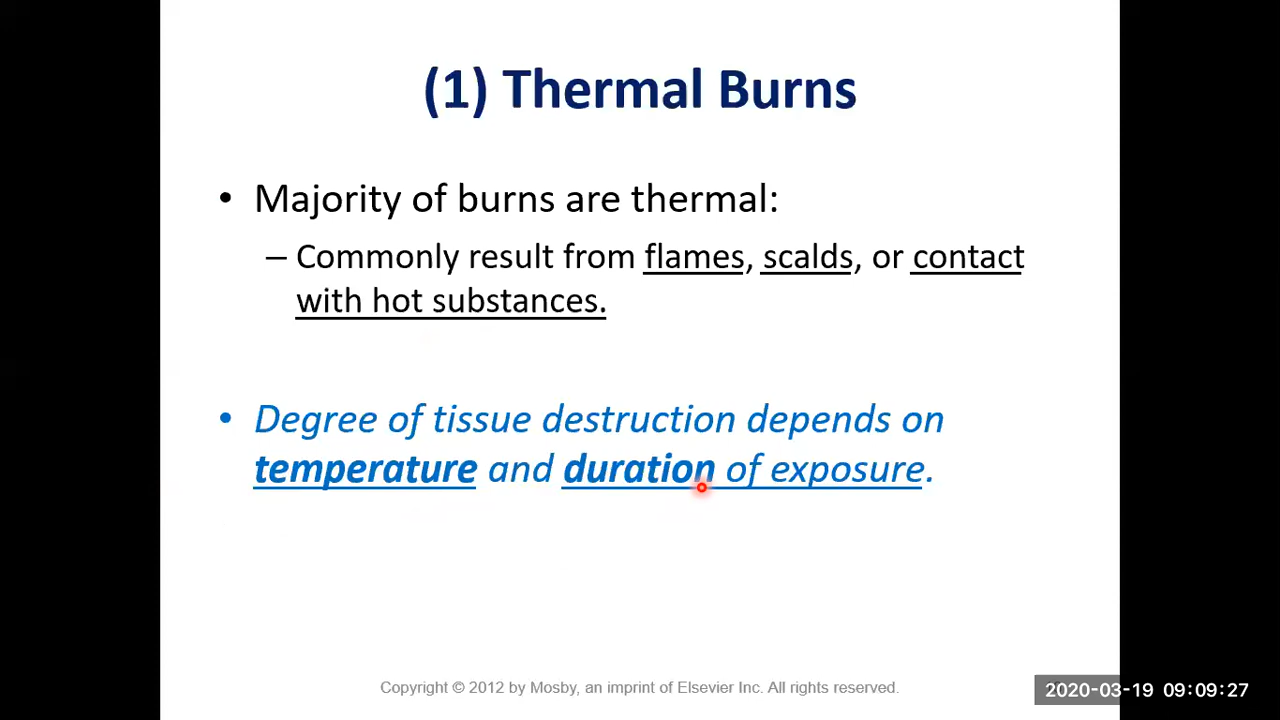 (1) Thermal Burns
• Majority of burns are thermal:
– Commonly result from flames, scalds, or contact
with hot substances.
• Degree of tissue destruction depends on
temperature and duration of exposure.
Copyright © 2012 by Mosby, an imprint of Elsevier Inc. All rights reserved.
2020-03-19 09:09:27